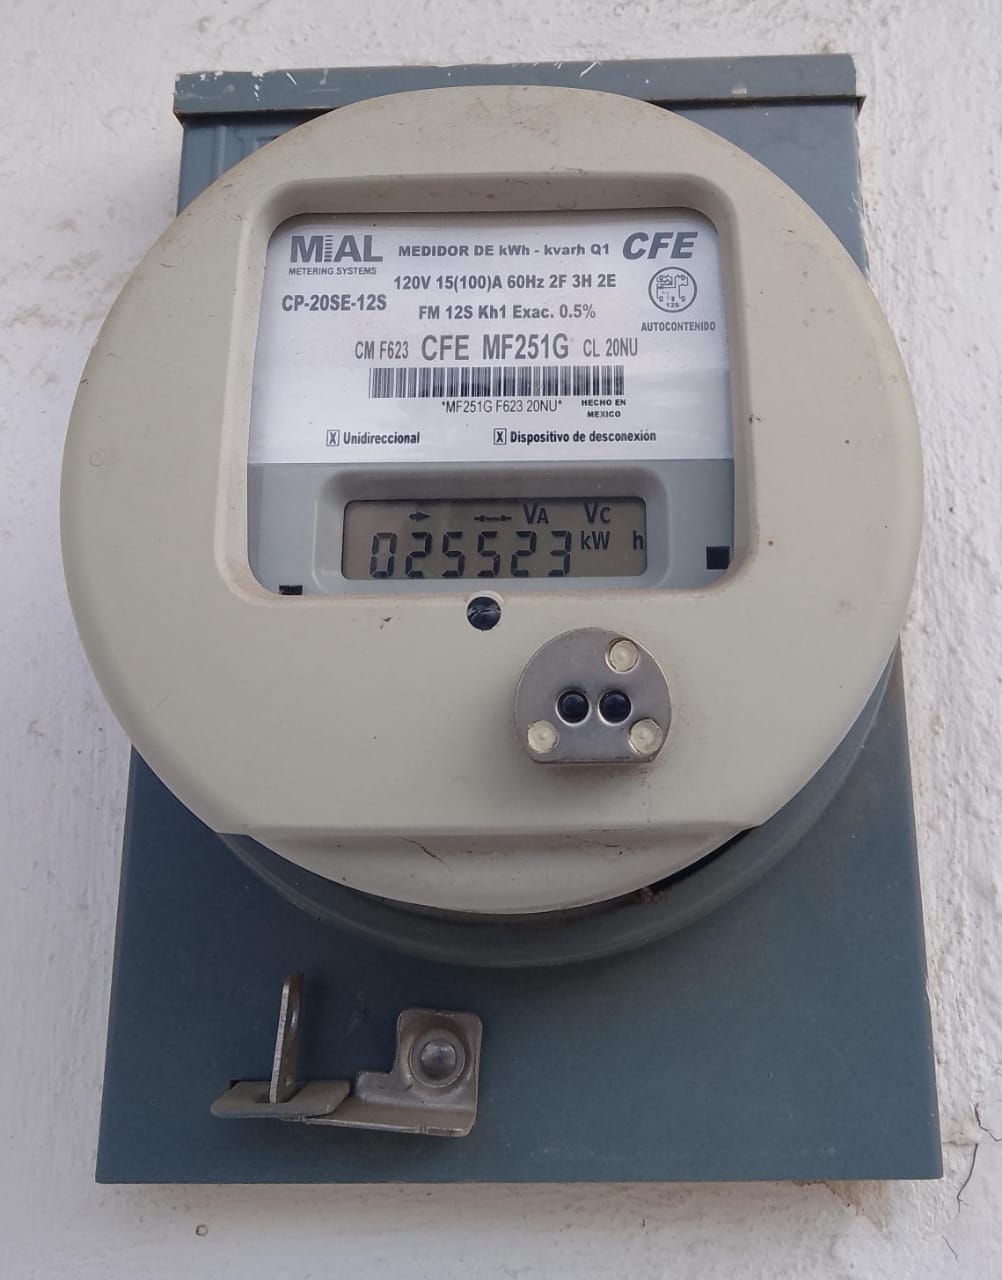 MIAL
METERING SYSTEMS
MEDIDOR DE kWh - kvarh Q1
CFE
120V 15(100)A 60Hz 2F 3H 2E
CP-20SE-12S
FM 12S Kh1 Exac. 0.5%
12S
AUTOCONTENIDO
CM F623 CFE MF251G CL 20NU
*MF251G F623 20NU*
HECHO EN
MEXICO
X Unidireccional
X Dispositivo de desconexión
VA VC
025523 kW h